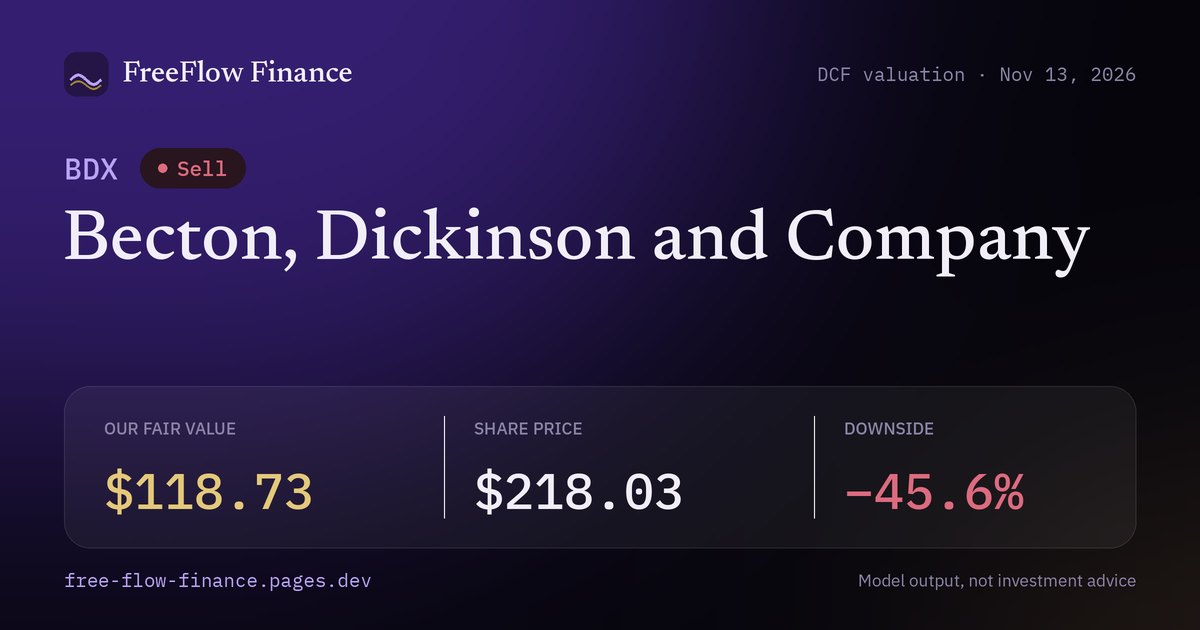 FreeFlow Finance
DCF valuation · Nov 13, 2026
BDX
Sell
Becton, Dickinson and Company
OUR FAIR VALUE
SHARE PRICE
DOWNSIDE
$118.73
$218.03
−45.6%
free-flow-finance.pages.dev
Model output, not investment advice